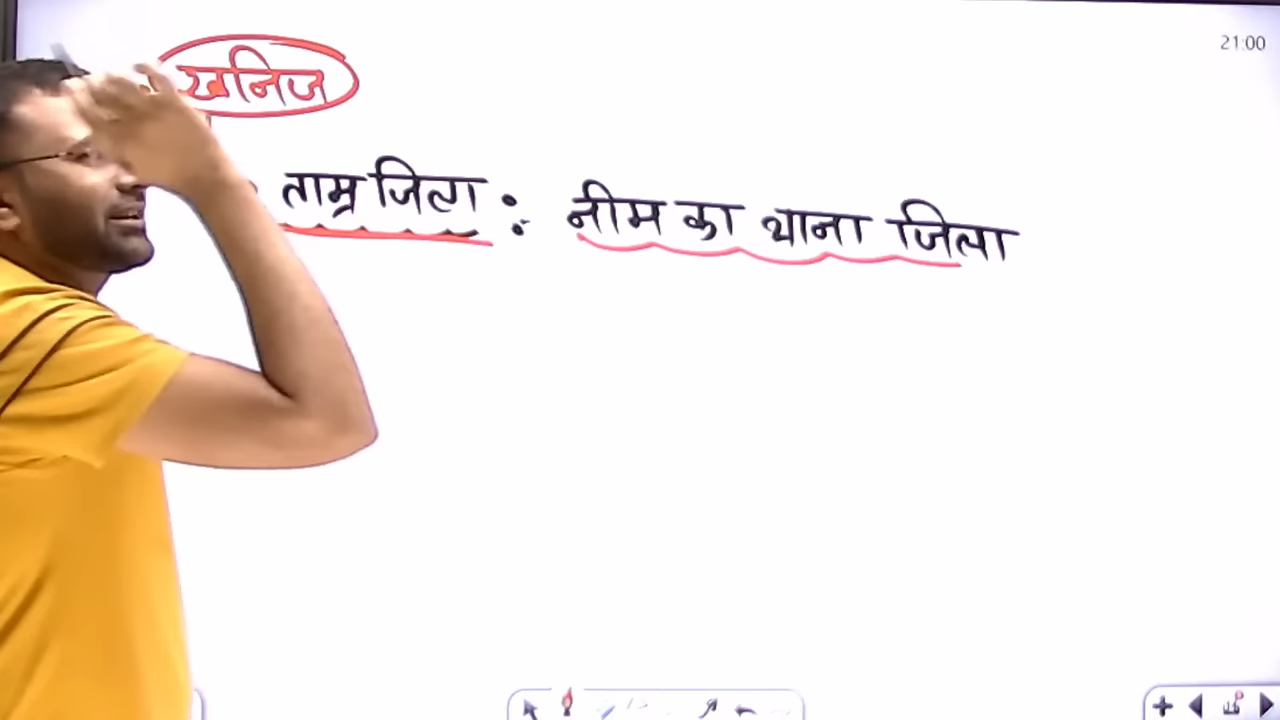 21:00
खनिज
ताम्र जिला : नीम का थाना जिला